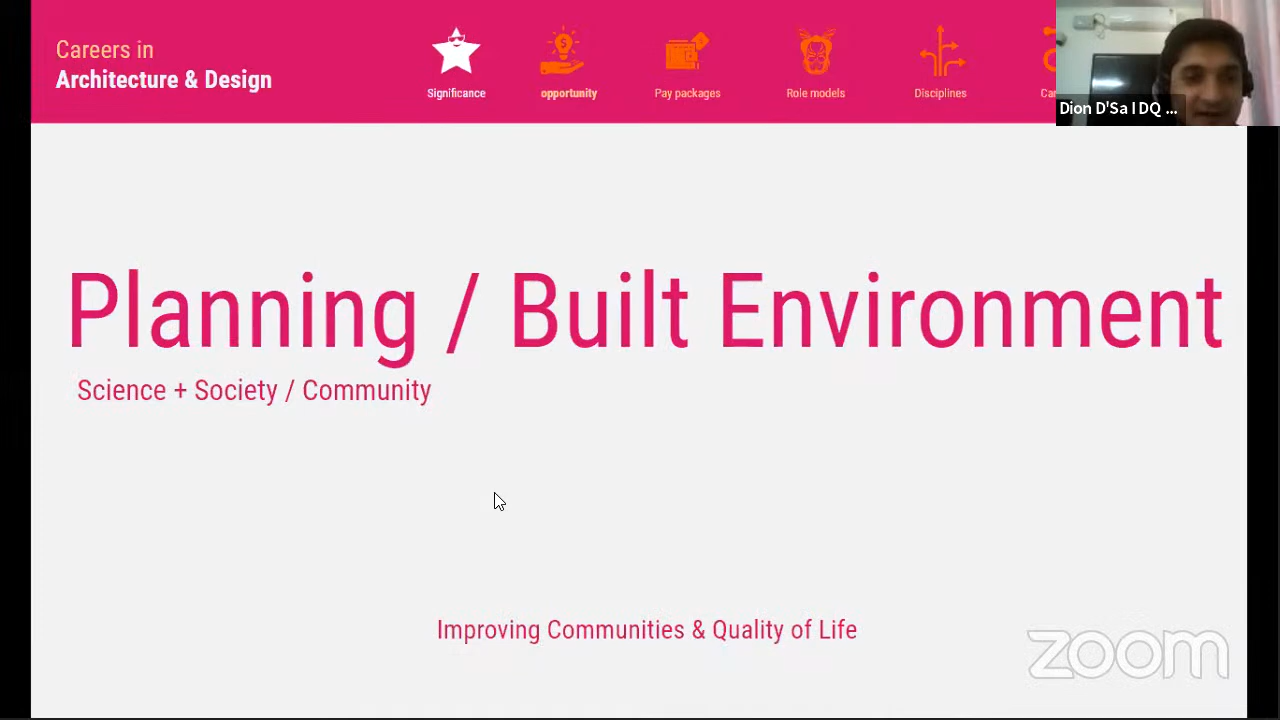 Careers in
Architecture & Design
Significance
opportunity
Pay packages
Role models
Disciplines
Dion D'Sa I DQ ...
Planning / Built Environment
Science + Society / Community
Improving Communities & Quality of Life
zoom